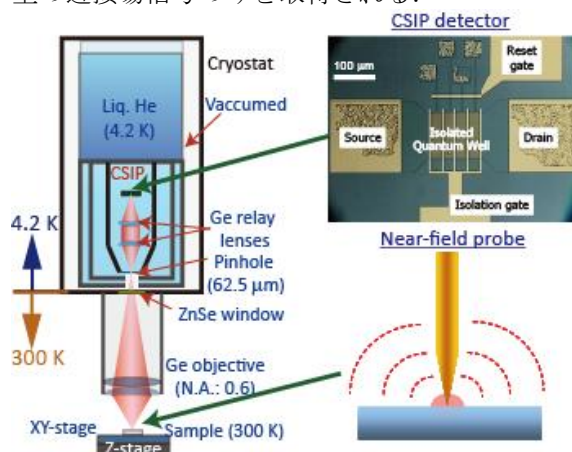 CSIP detector
Cryostat
Liq. He
(4.2 K)
Vaccumed
CSIP
4.2 K
300 K
Ge relay
lenses
Pinhole
(62.5 μm)
ZnSe window
Ge objective
(N.A.: 0.6)
XY-stage
Sample (300 K)
Z-stage
100 μm
Reset
gate
Source
Isolated
Quantum Well
Drain
Isolation gate
Near-field probe